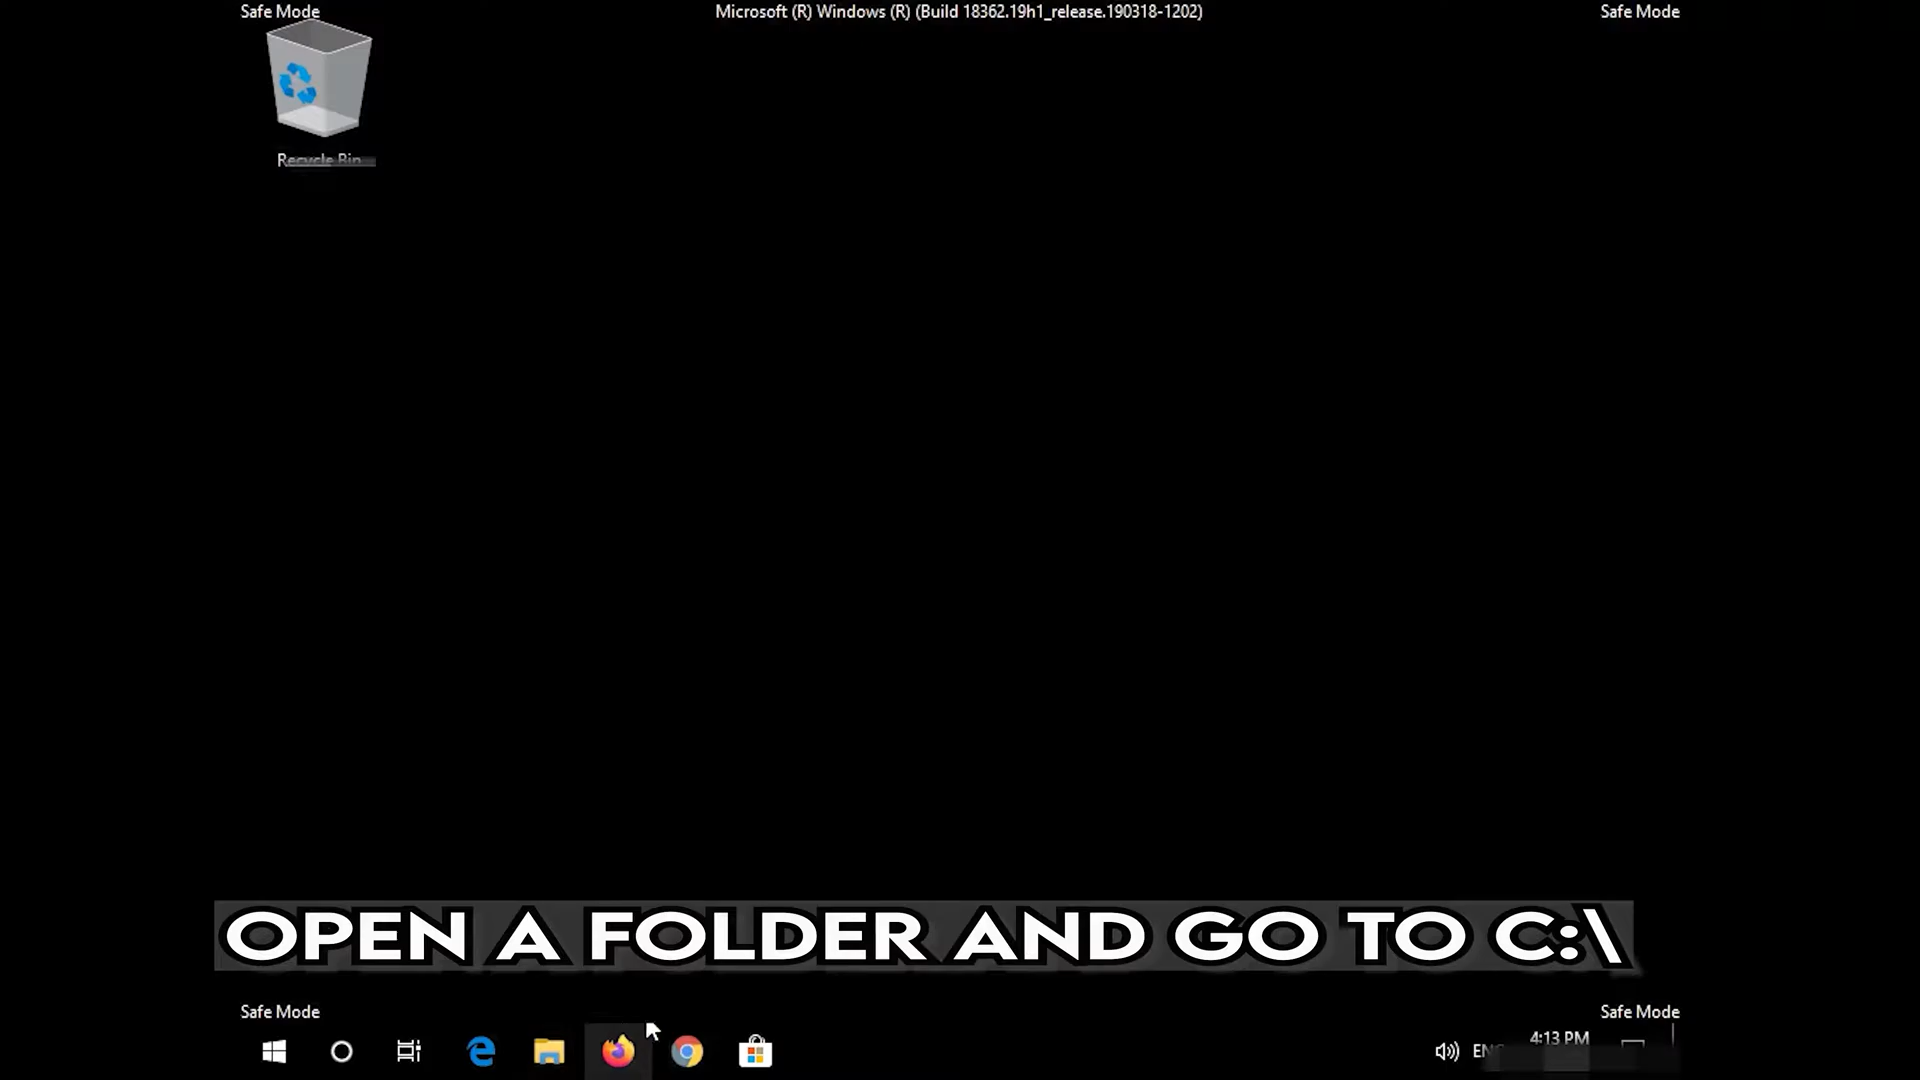 Safe Mode
Microsoft (R) Windows (R) (Build 18362.19h1_release.190318-1202)
Safe Mode
Recycle Bin
OPEN A FOLDER AND GO TO C:\
Safe Mode
Safe Mode
4:13 PM